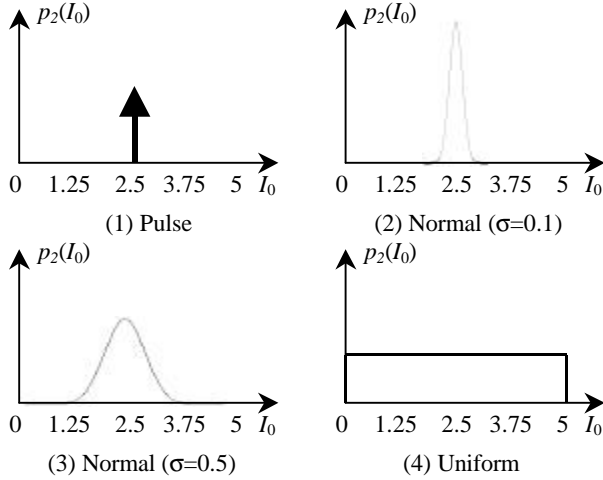 p₂(I₀)
0 1.25 2.5 3.75 5 I₀
(1) Pulse
p₂(I₀)
0 1.25 2.5 3.75 5 I₀
(2) Normal (σ=0.1)
p₂(I₀)
0 1.25 2.5 3.75 5 I₀
(3) Normal (σ=0.5)
p₂(I₀)
0 1.25 2.5 3.75 5 I₀
(4) Uniform